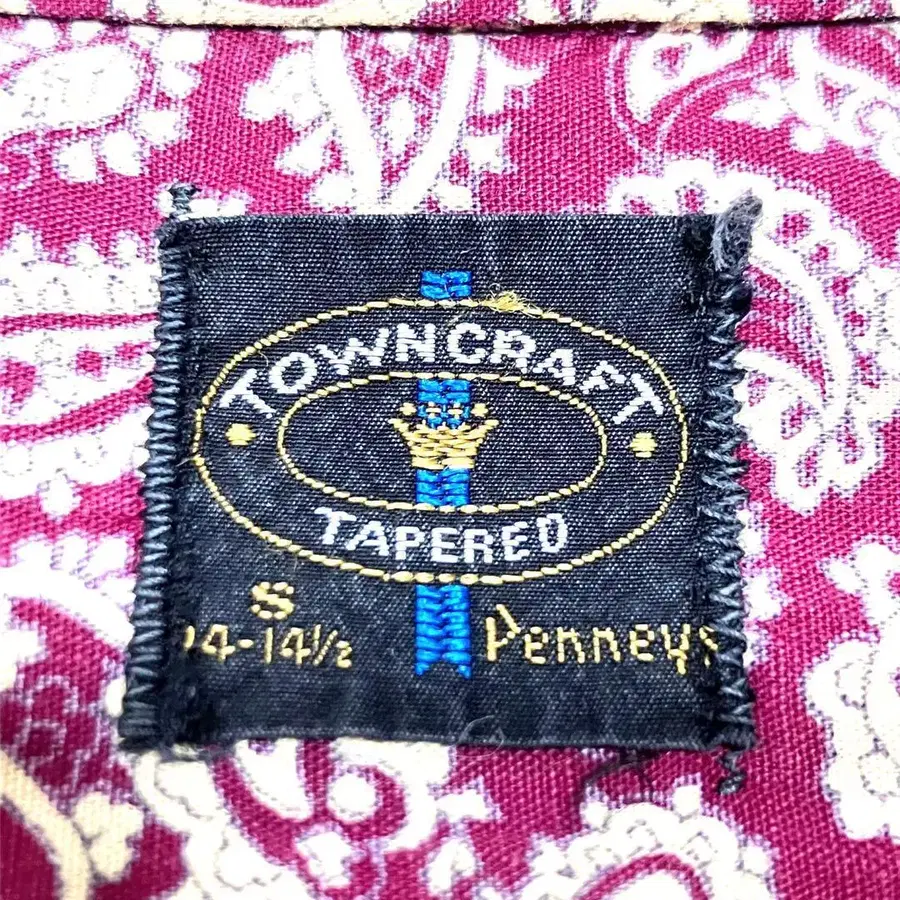 TOWNCRAFT
TAPERED
S
14-14½
Penneys